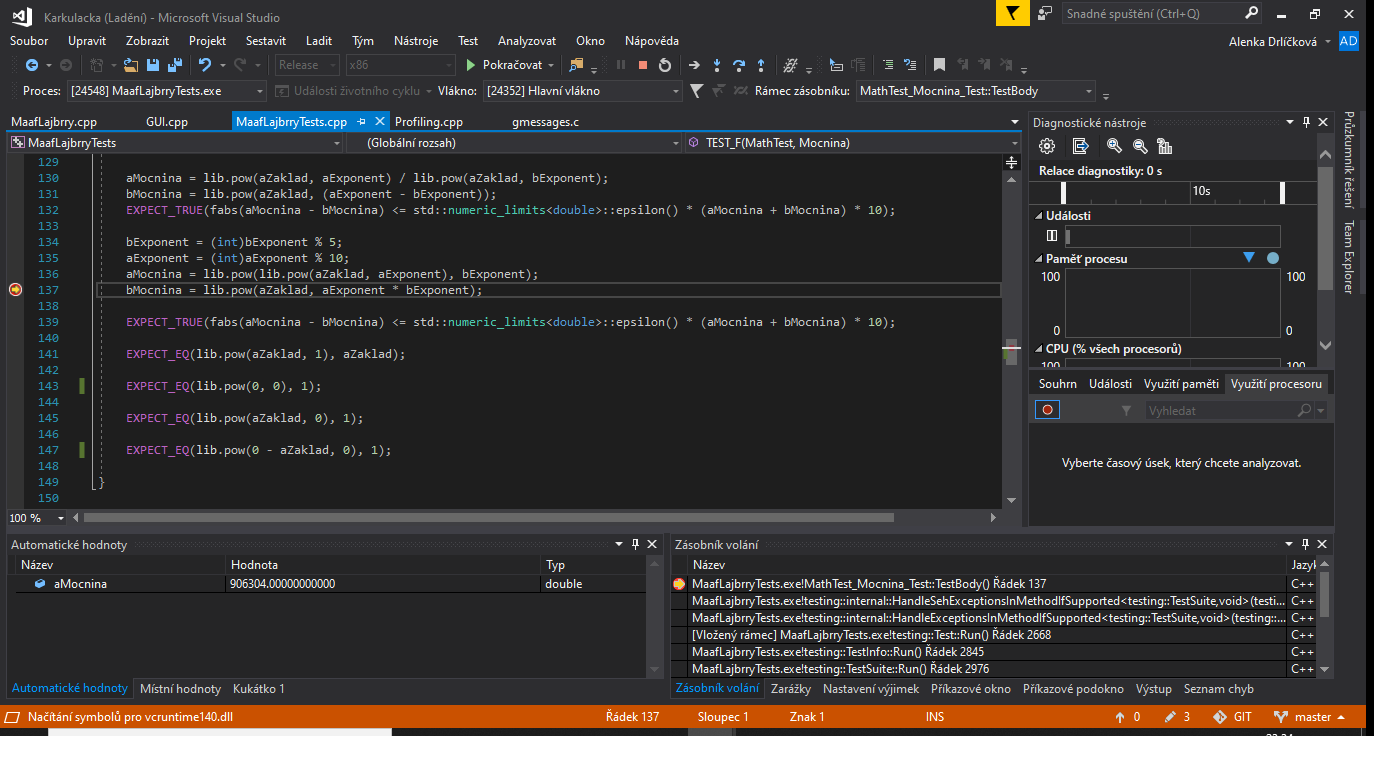 Karkulacka (Ladění) - Microsoft Visual Studio
Snadné spuštění (Ctrl+Q)
Soubor Upravit Zobrazit Projekt Sestavit Ladit Tým Nástroje Test Analyzovat Okno Nápověda
Alenka Drlíčková AD
Release x86 Pokračovat
Proces: [24548] MaafLajbrryTests.exe Události životního cyklu Vlákno: [24352] Hlavní vlákno Rámec zásobníku: MathTest_Mocnina_Test::TestBody
MaafLajbrry.cpp GUI.cpp MaafLajbrryTests.cpp Profiling.cpp gmessages.c
MaafLajbrryTests (Globální rozsah) TEST_F(MathTest, Mocnina)
129
130 aMocnina = lib.pow(aZaklad, aExponent) / lib.pow(aZaklad, bExponent);
131 bMocnina = lib.pow(aZaklad, (aExponent - bExponent));
132 EXPECT_TRUE(fabs(aMocnina - bMocnina) <= std::numeric_limits<double>::epsilon() * (aMocnina + bMocnina) * 10);
133
134 bExponent = (int)bExponent % 5;
135 aExponent = (int)aExponent % 10;
136 aMocnina = lib.pow(lib.pow(aZaklad, aExponent), bExponent);
137 bMocnina = lib.pow(aZaklad, aExponent * bExponent);
138
139 EXPECT_TRUE(fabs(aMocnina - bMocnina) <= std::numeric_limits<double>::epsilon() * (aMocnina + bMocnina) * 10);
140
141 EXPECT_EQ(lib.pow(aZaklad, 1), aZaklad);
142
143 EXPECT_EQ(lib.pow(0, 0), 1);
144
145 EXPECT_EQ(lib.pow(aZaklad, 0), 1);
146
147 EXPECT_EQ(lib.pow(0 - aZaklad, 0), 1);
148
149 }
150
100 %
Diagnostické nástroje
Relace diagnostiky: 0 s
10s
Události
Paměť procesu
100 100
0 0
CPU (% všech procesorů)
100 100
Souhrn Události Využití paměti Využití procesoru
Vyhledat
Vyberte časový úsek, který chcete analyzovat.
Průzkumník řešení
Team Explorer
Automatické hodnoty
Název Hodnota Typ
aMocnina 906304.00000000000 double
Automatické hodnoty Místní hodnoty Kukátko 1
Zásobník volání
Název Jazyk
MaafLajbrryTests.exe!MathTest_Mocnina_Test::TestBody() Řádek 137 C++
MaafLajbrryTests.exe!testing::internal::HandleSehExceptionsInMethodIfSupported<testing::TestSuite,void>(testi... C++
MaafLajbrryTests.exe!testing::internal::HandleExceptionsInMethodIfSupported<testing::TestSuite,void>(testing::... C++
[Vložený rámec] MaafLajbrryTests.exe!testing::Test::Run() Řádek 2668 C++
MaafLajbrryTests.exe!testing::TestInfo::Run() Řádek 2845 C++
MaafLajbrryTests.exe!testing::TestSuite::Run() Řádek 2976 C++
Zásobník volání Zarážky Nastavení výjimek Příkazové okno Příkazové podokno Výstup Seznam chyb
Načítání symbolů pro vcruntime140.dll Řádek 137 Sloupec 1 Znak 1 INS 0 3 GIT master